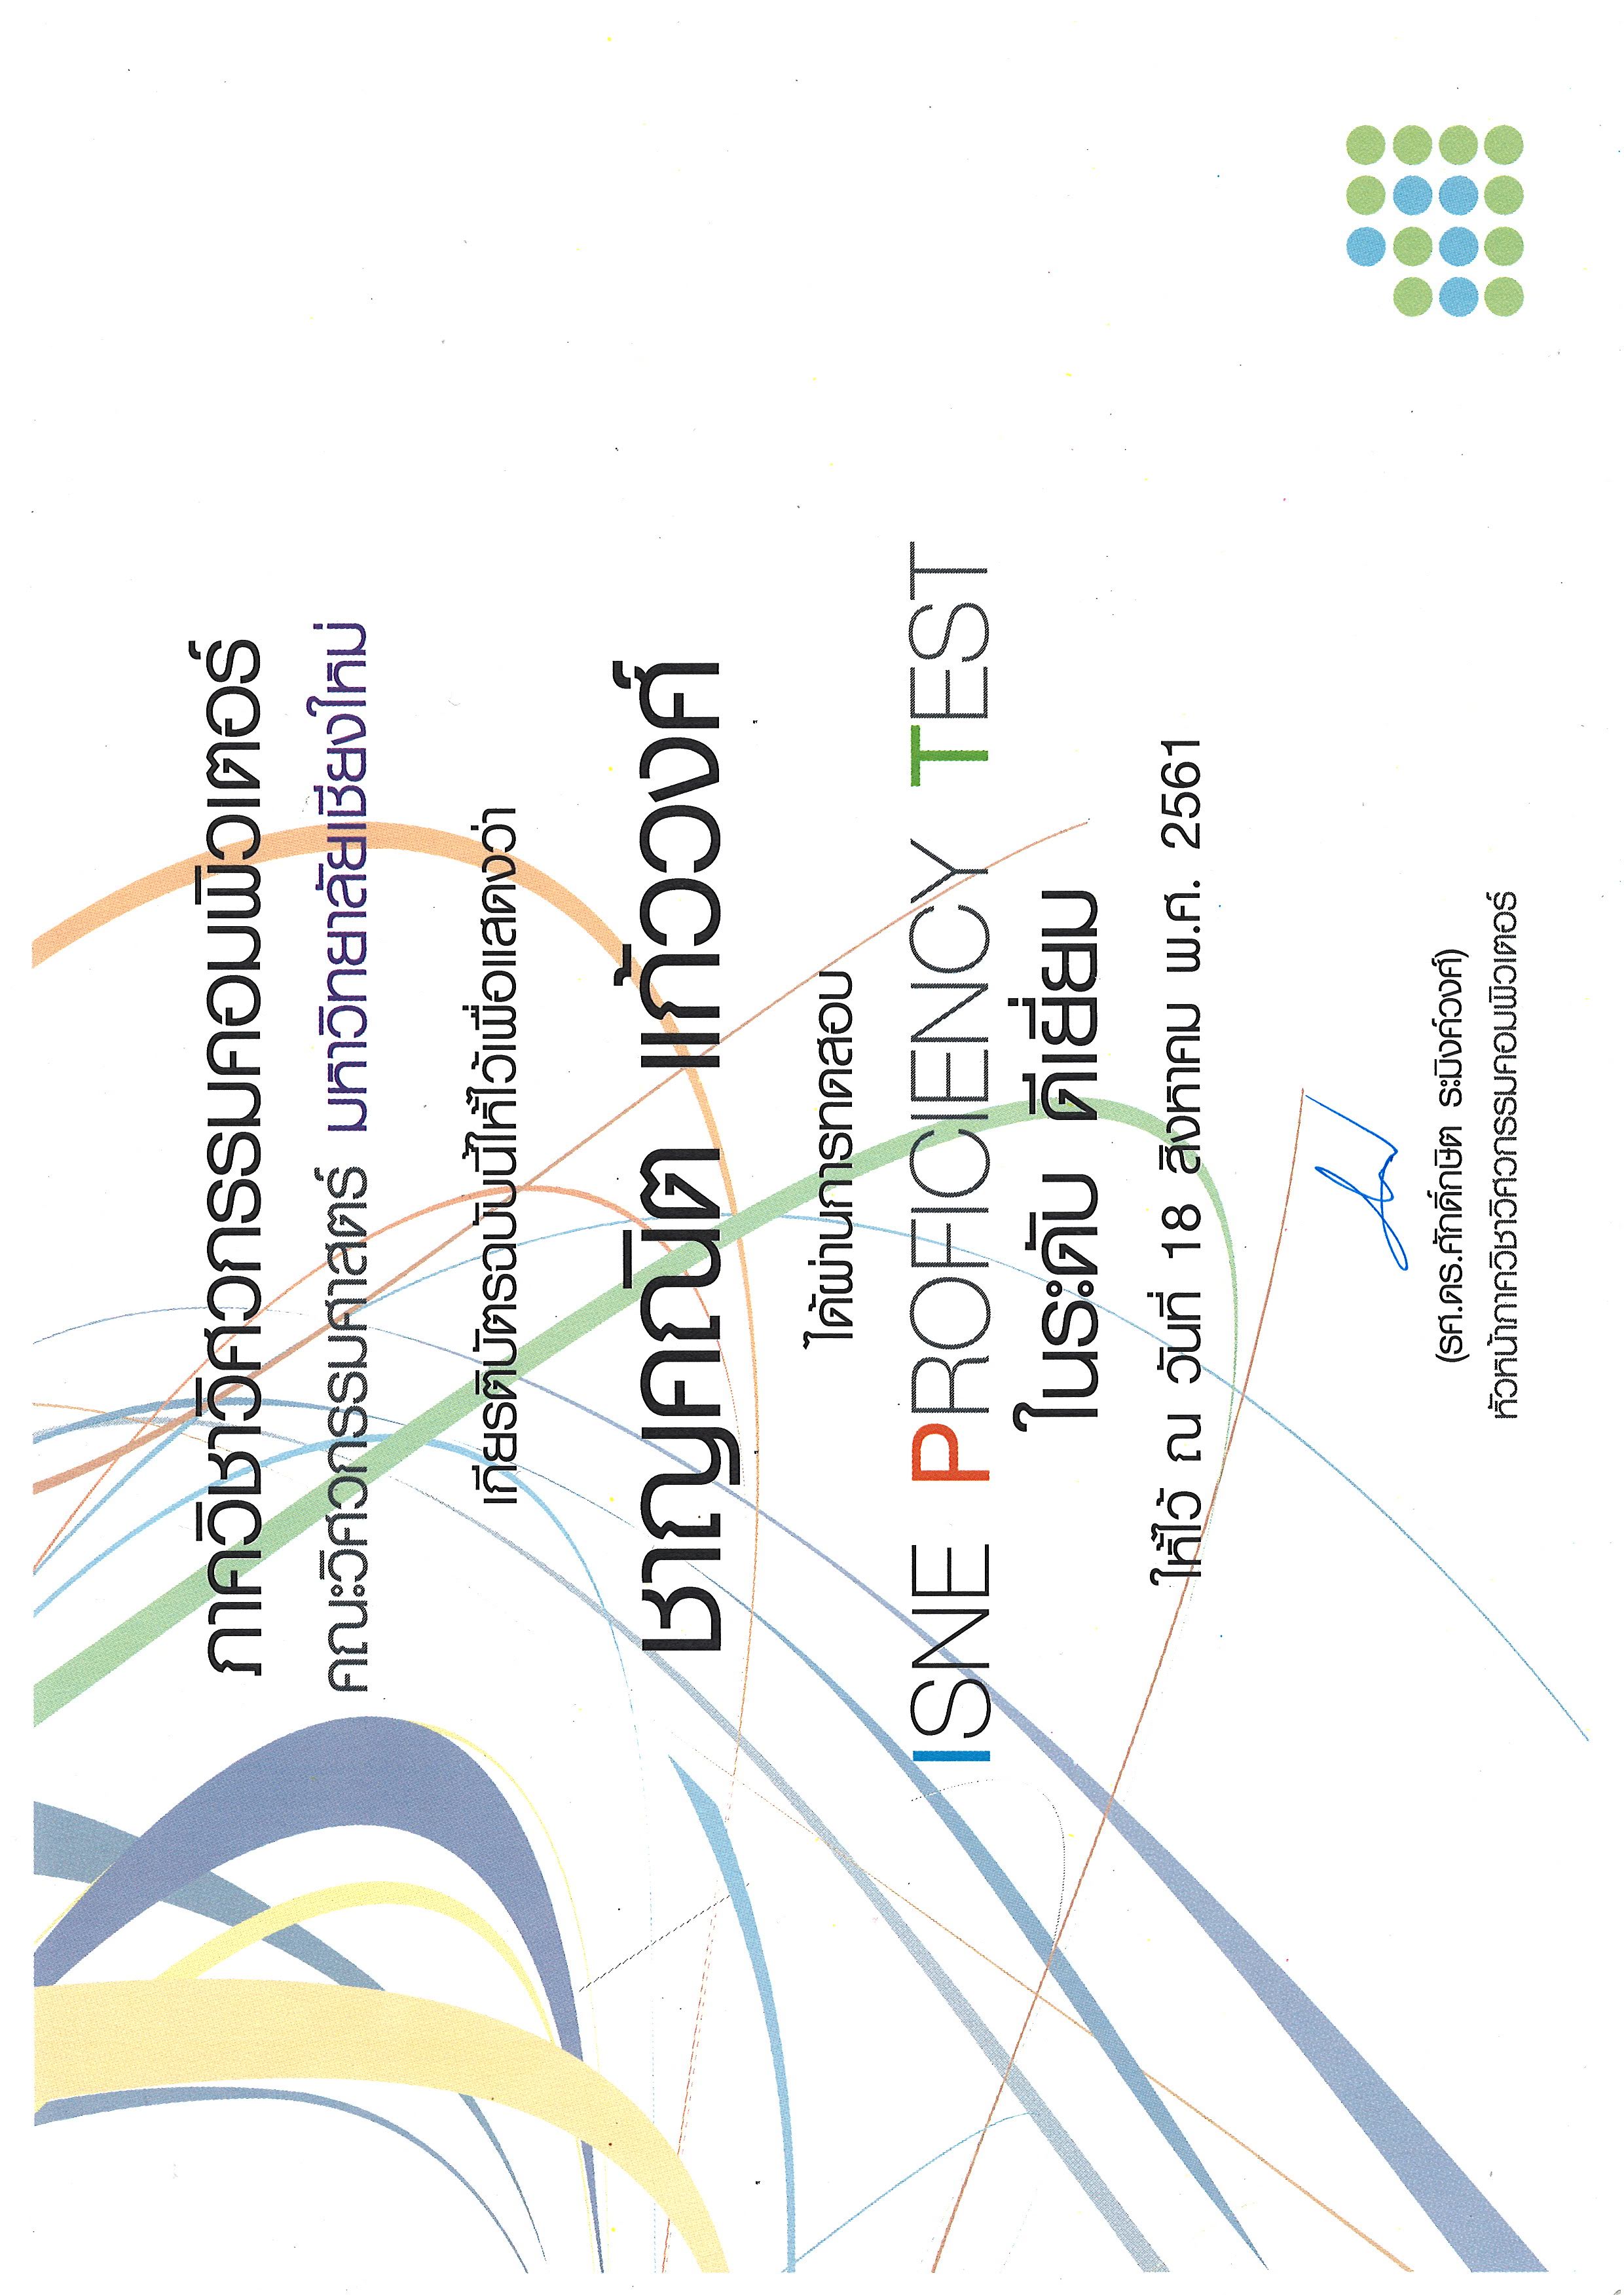 ภาควิชาวิศวกรรมคอมพิวเตอร์
คณะวิศวกรรมศาสตร์ มหาวิทยาลัยเชียงใหม่
เกียรติบัตรฉบับนี้ให้ไว้เพื่อแสดงว่า
ชาญคณิต แก้ววงศ์
ได้ผ่านการทดสอบ
ISNE PROFICIENCY TEST
ในระดับ ดีเยี่ยม
ให้ไว้ ณ วันที่ 18 สิงหาคม พ.ศ. 2561
(รศ.ดร.ศักดิ์กษิต ระมิงค์วงศ์)
หัวหน้าภาควิชาวิศวกรรมคอมพิวเตอร์